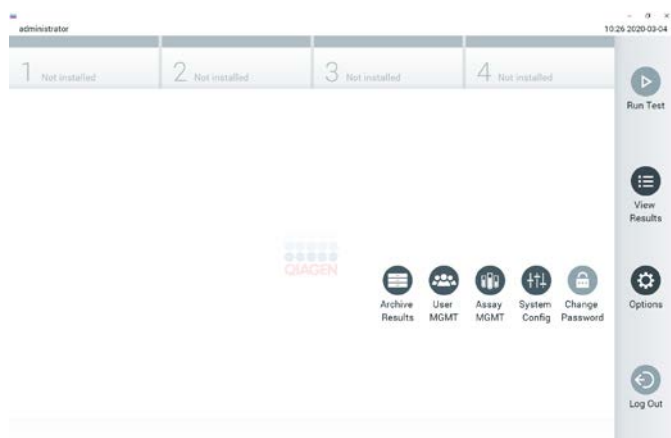 administrator
10:26 2020-03-04
1 Not installed
2 Not installed
3 Not installed
4 Not installed
Run Test
View
Results
QIAGEN
Archive
Results
User
MGMT
Assay
MGMT
System
Config
Change
Password
Options
Log Out